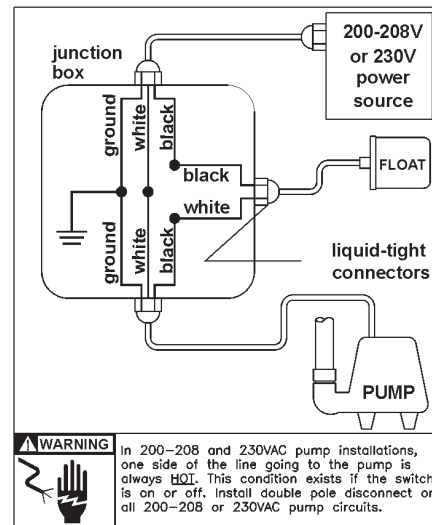 200-208V
or 230V
power
source
junction
box
ground
white
black
black
FLOAT
white
ground
white
black
liquid-tight
connectors
PUMP
WARNING
In 200-208 and 230VAC pump installations,
one side of the line going to the pump is
always HOT. This condition exists if the switch
is on or off. Install double pole disconnect on
all 200-208 or 230VAC pump circuits.